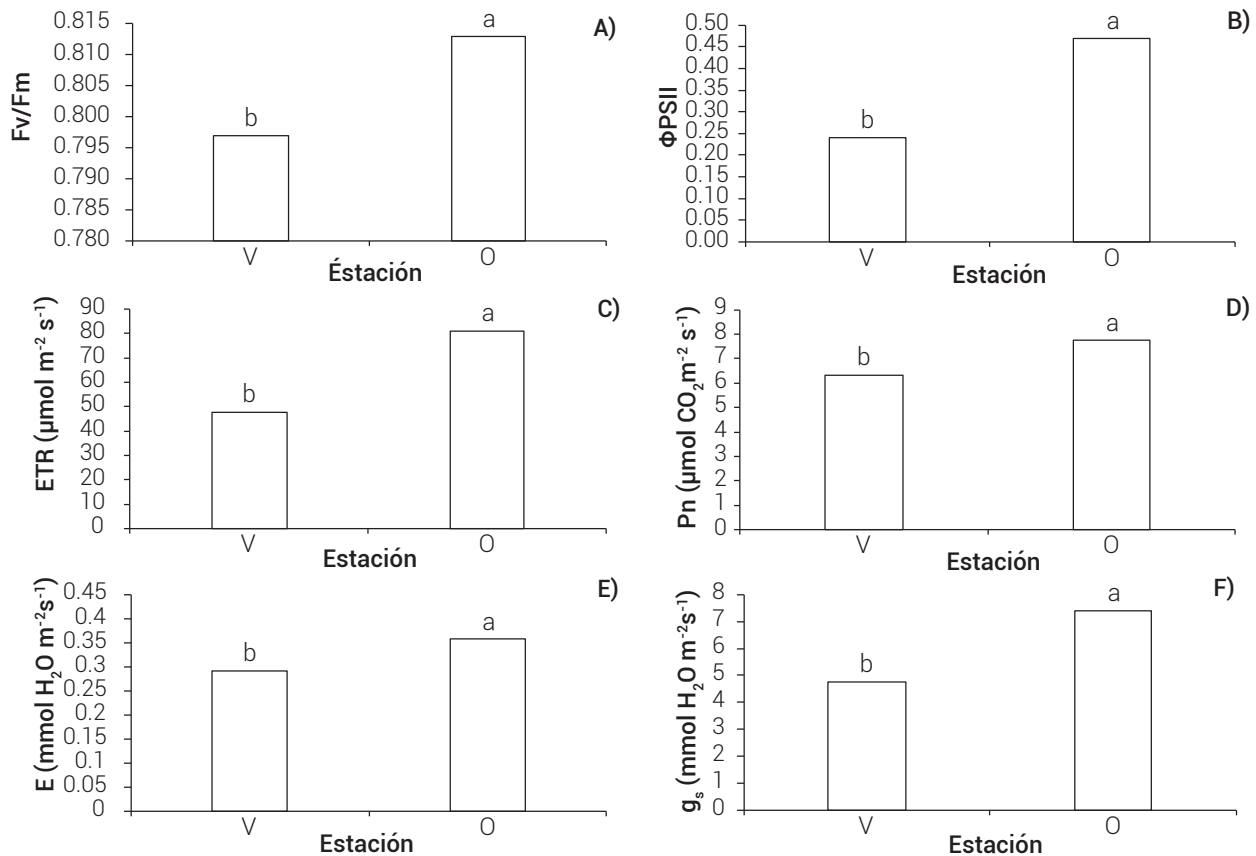 A)
Fv/Fm
0.815
0.810
0.805
0.800
0.795
0.790
0.785
0.780
b
a
V
O
Éstación
B)
ΦPSII
0.50
0.45
0.40
0.35
0.30
0.25
0.20
0.15
0.10
0.05
0.00
b
a
V
O
Estación
C)
ETR (µmol m⁻² s⁻¹)
90
80
70
60
50
40
30
20
10
0
b
a
V
O
Estación
D)
Pn (µmol CO₂m⁻² s⁻¹)
9
8
7
6
5
4
3
2
1
0
b
a
V
O
Estación
E)
E (mmol H₂O m⁻²s⁻¹)
0.45
0.4
0.35
0.3
0.25
0.2
0.15
0.1
0.05
0
b
a
V
O
Estación
F)
gₛ (mmol H₂O m⁻²s⁻¹)
8
7
6
5
4
3
2
1
0
b
a
V
O
Estación